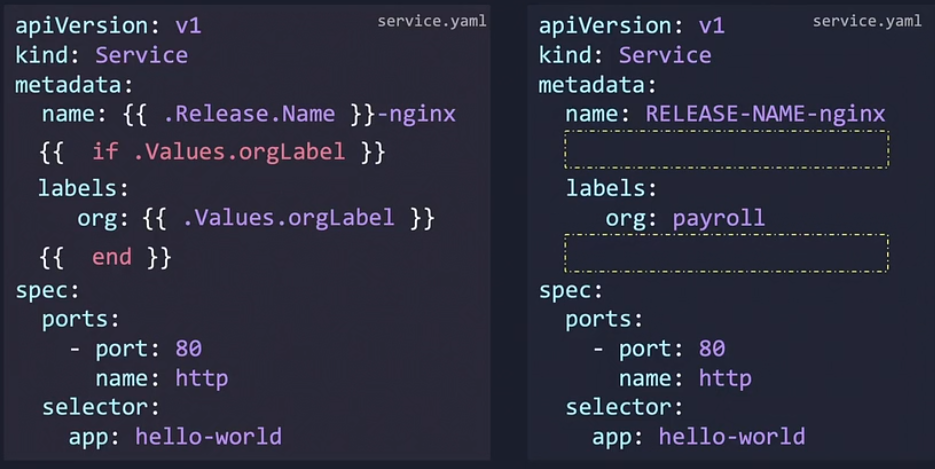 service.yaml
apiVersion: v1
kind: Service
metadata:
  name: {{ .Release.Name }}-nginx
  {{  if .Values.orgLabel }}
  labels:
     org: {{ .Values.orgLabel }}
  {{  end }}
spec:
  ports:
    - port: 80
      name: http
  selector:
    app: hello-world
service.yaml
apiVersion: v1
kind: Service
metadata:
  name: RELEASE-NAME-nginx
  labels:
     org: payroll
spec:
  ports:
    - port: 80
      name: http
  selector:
    app: hello-world